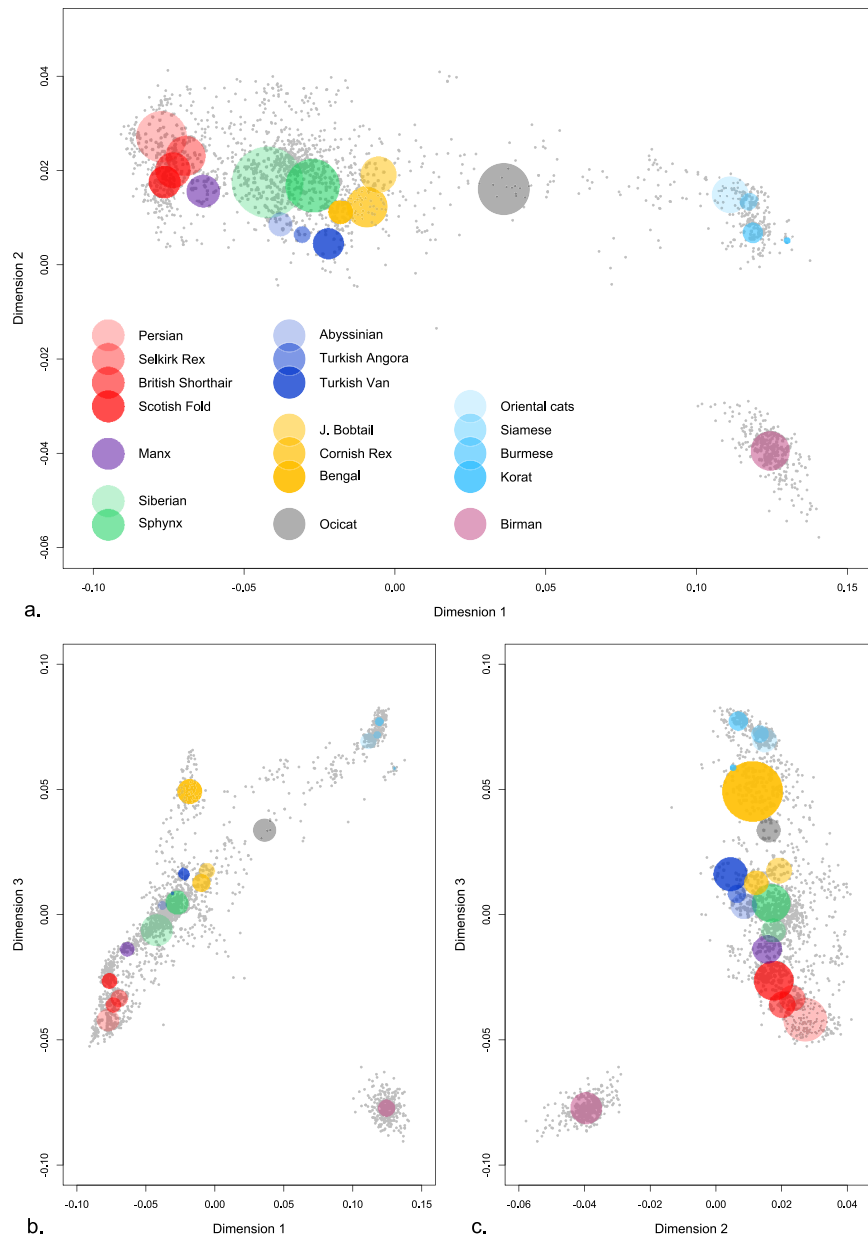 0.04
0.02
0.00
-0.02
-0.04
-0.06
Dimension 2
Persian
Selkirk Rex
British Shorthair
Scotish Fold
Manx
Siberian
Sphynx
Abyssinian
Turkish Angora
Turkish Van
J. Bobtail
Cornish Rex
Bengal
Ocicat
Oriental cats
Siamese
Burmese
Korat
Birman
-0.10 -0.05 0.00 0.05 0.10 0.15
a.
Dimesnion 1
0.10
0.05
0.00
-0.05
-0.10
Dimension 3
-0.10 -0.05 0.00 0.05 0.10 0.15
b.
Dimension 1
0.10
0.05
0.00
-0.05
-0.10
Dimension 3
-0.06 -0.04 -0.02 0.00 0.02 0.04
c.
Dimension 2